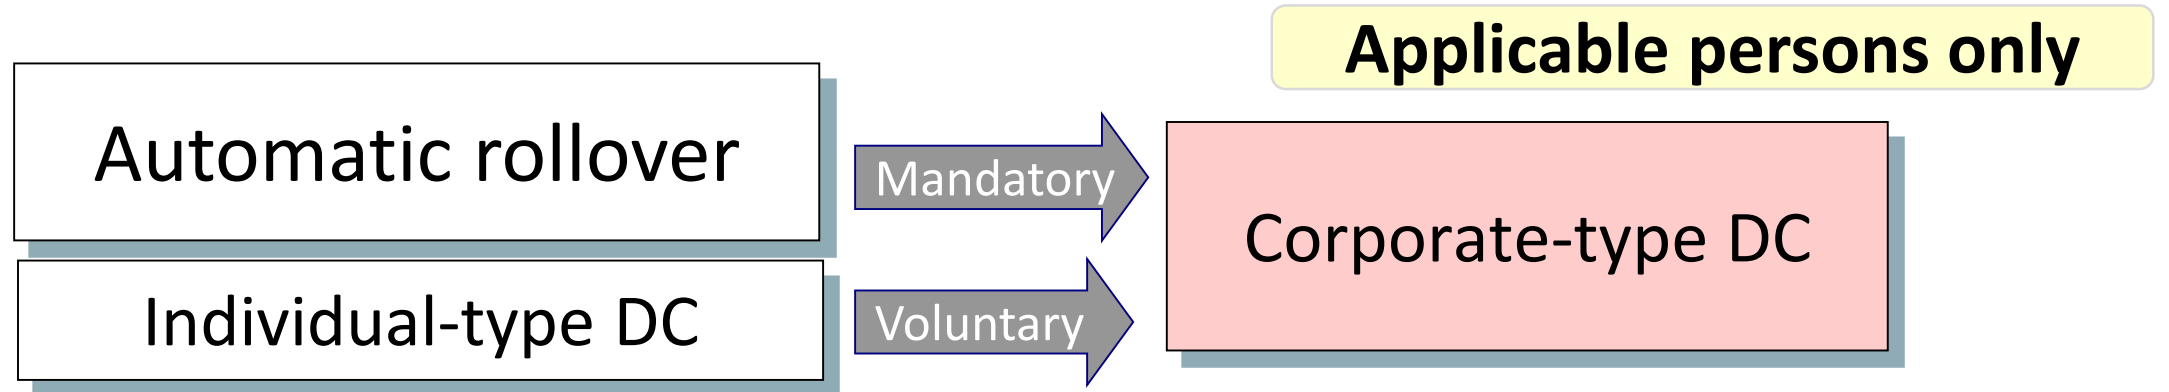 Applicable persons only
Automatic rollover
Mandatory
Corporate-type DC
Individual-type DC
Voluntary